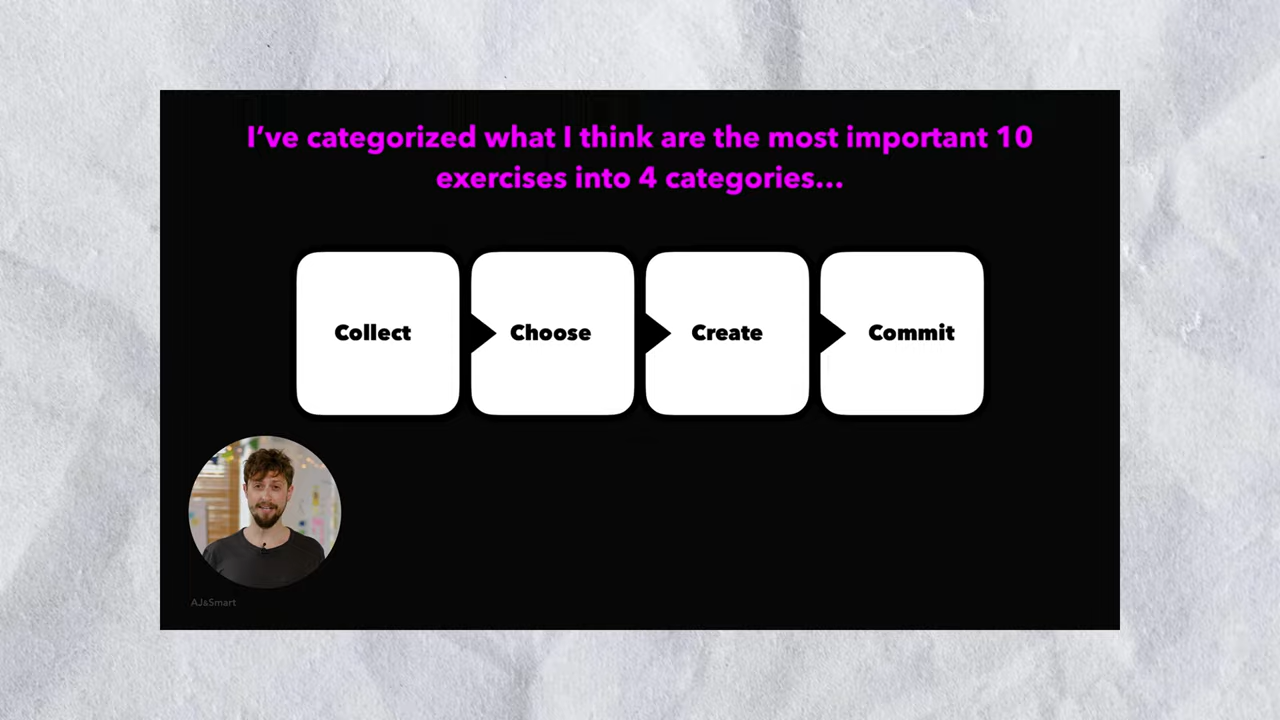 I’ve categorized what I think are the most important 10
exercises into 4 categories...
Collect
Choose
Create
Commit
AJ&Smart